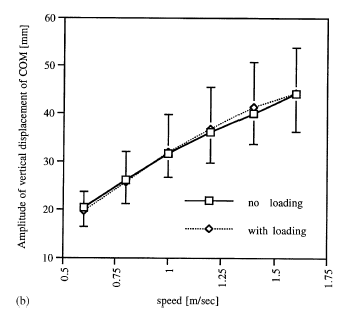 60
50
40
30
20
10
Amplitude of vertical displacement of COM [mm]
no loading
with loading
0.5
0.75
1
1.25
1.5
1.75
(b)
speed [m/sec]